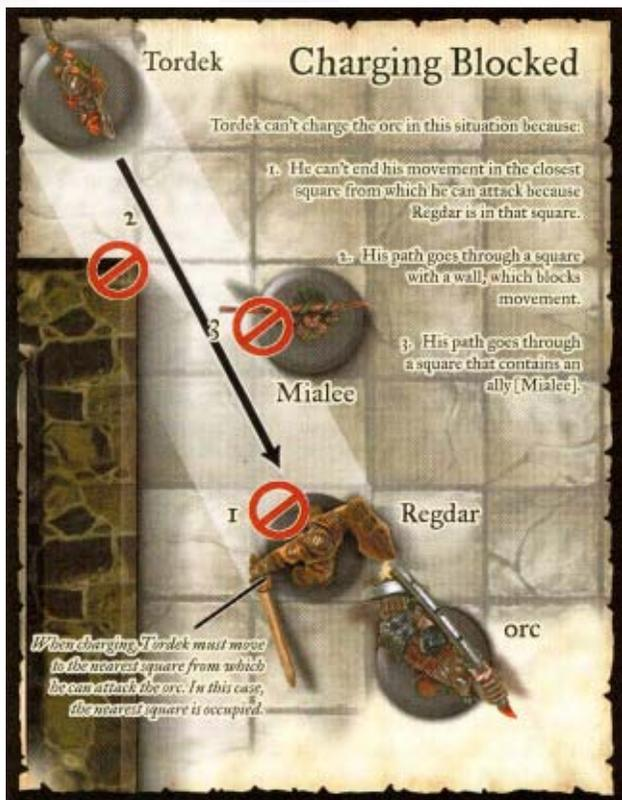 Tordek
Charging Blocked
Tordek can't charge the orc in this situation because:
1. He can't end his movement in the closest
square from which he can attack because
Regdar is in that square.
2. His path goes through a square
with a wall, which blocks
movement.
3. His path goes through
a square that contains an
ally [Mialee].
2
3
Mialee
1
Regdar
orc
When charging, Tordek must move
to the nearest square from which
he can attack the orc. In this case,
the nearest square is occupied.